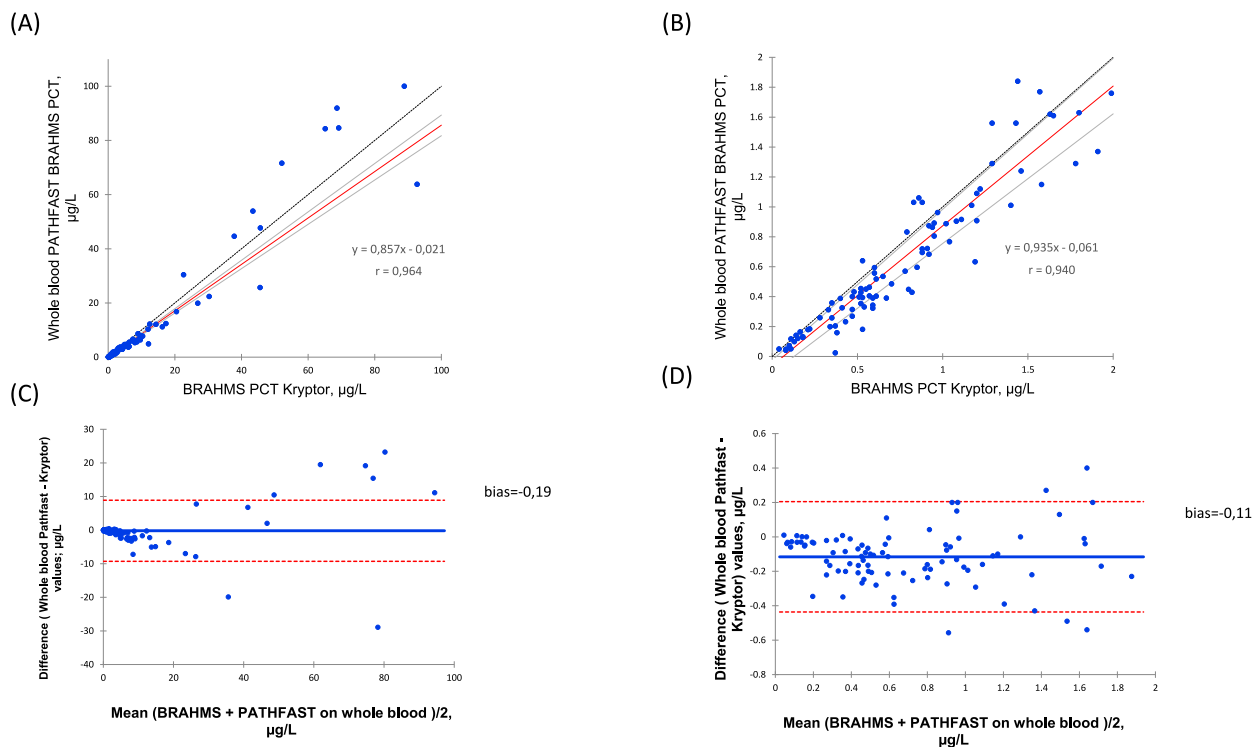 (A)
Whole blood PATHFAST BRAHMS PCT,
µg/L
100
80
60
40
20
0
0
20
40
60
80
100
y = 0,857x - 0,021
r = 0,964
BRAHMS PCT Kryptor, µg/L
(B)
Whole blood PATHFAST BRAHMS PCT,
µg/L
2
1.8
1.6
1.4
1.2
1
0.8
0.6
0.4
0.2
0
0
0.5
1
1.5
2
y = 0,935x - 0,061
r = 0,940
BRAHMS PCT Kryptor, µg/L
(C)
Difference ( Whole blood Pathfast - Kryptor)
values; µg/L
30
20
10
0
-10
-20
-30
-40
0
20
40
60
80
100
bias=-0,19
Mean (BRAHMS + PATHFAST on whole blood )/2,
µg/L
(D)
Difference ( Whole blood Pathfast -
Kryptor) values, µg/L
0.6
0.4
0.2
0
-0.2
-0.4
-0.6
-0.8
0
0.2
0.4
0.6
0.8
1
1.2
1.4
1.6
1.8
2
bias=-0,11
Mean (BRAHMS + PATHFAST on whole blood )/2,
µg/L